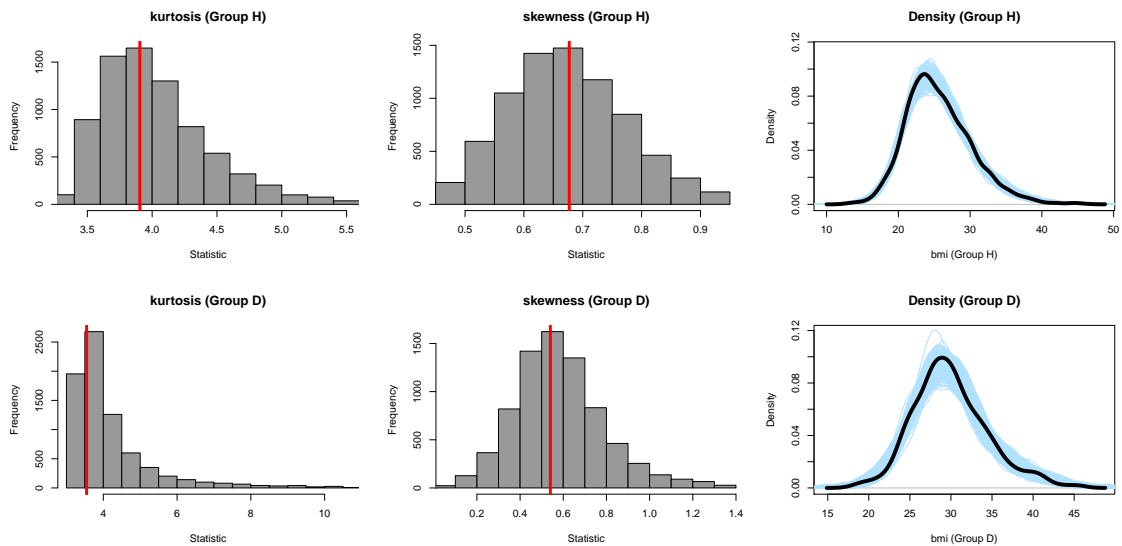 kurtosis (Group H)
Frequency
0 500 1000 1500
3.5 4.0 4.5 5.0 5.5
Statistic
skewness (Group H)
Frequency
0 500 1000 1500
0.5 0.6 0.7 0.8 0.9
Statistic
Density (Group H)
Density
0.00 0.04 0.08 0.12
10 20 30 40 50
bmi (Group H)
kurtosis (Group D)
Frequency
0 500 1500 2500
4 6 8 10
Statistic
skewness (Group D)
Frequency
0 500 1000 1500
0.2 0.4 0.6 0.8 1.0 1.2 1.4
Statistic
Density (Group D)
Density
0.00 0.04 0.08 0.12
15 20 25 30 35 40 45
bmi (Group D)